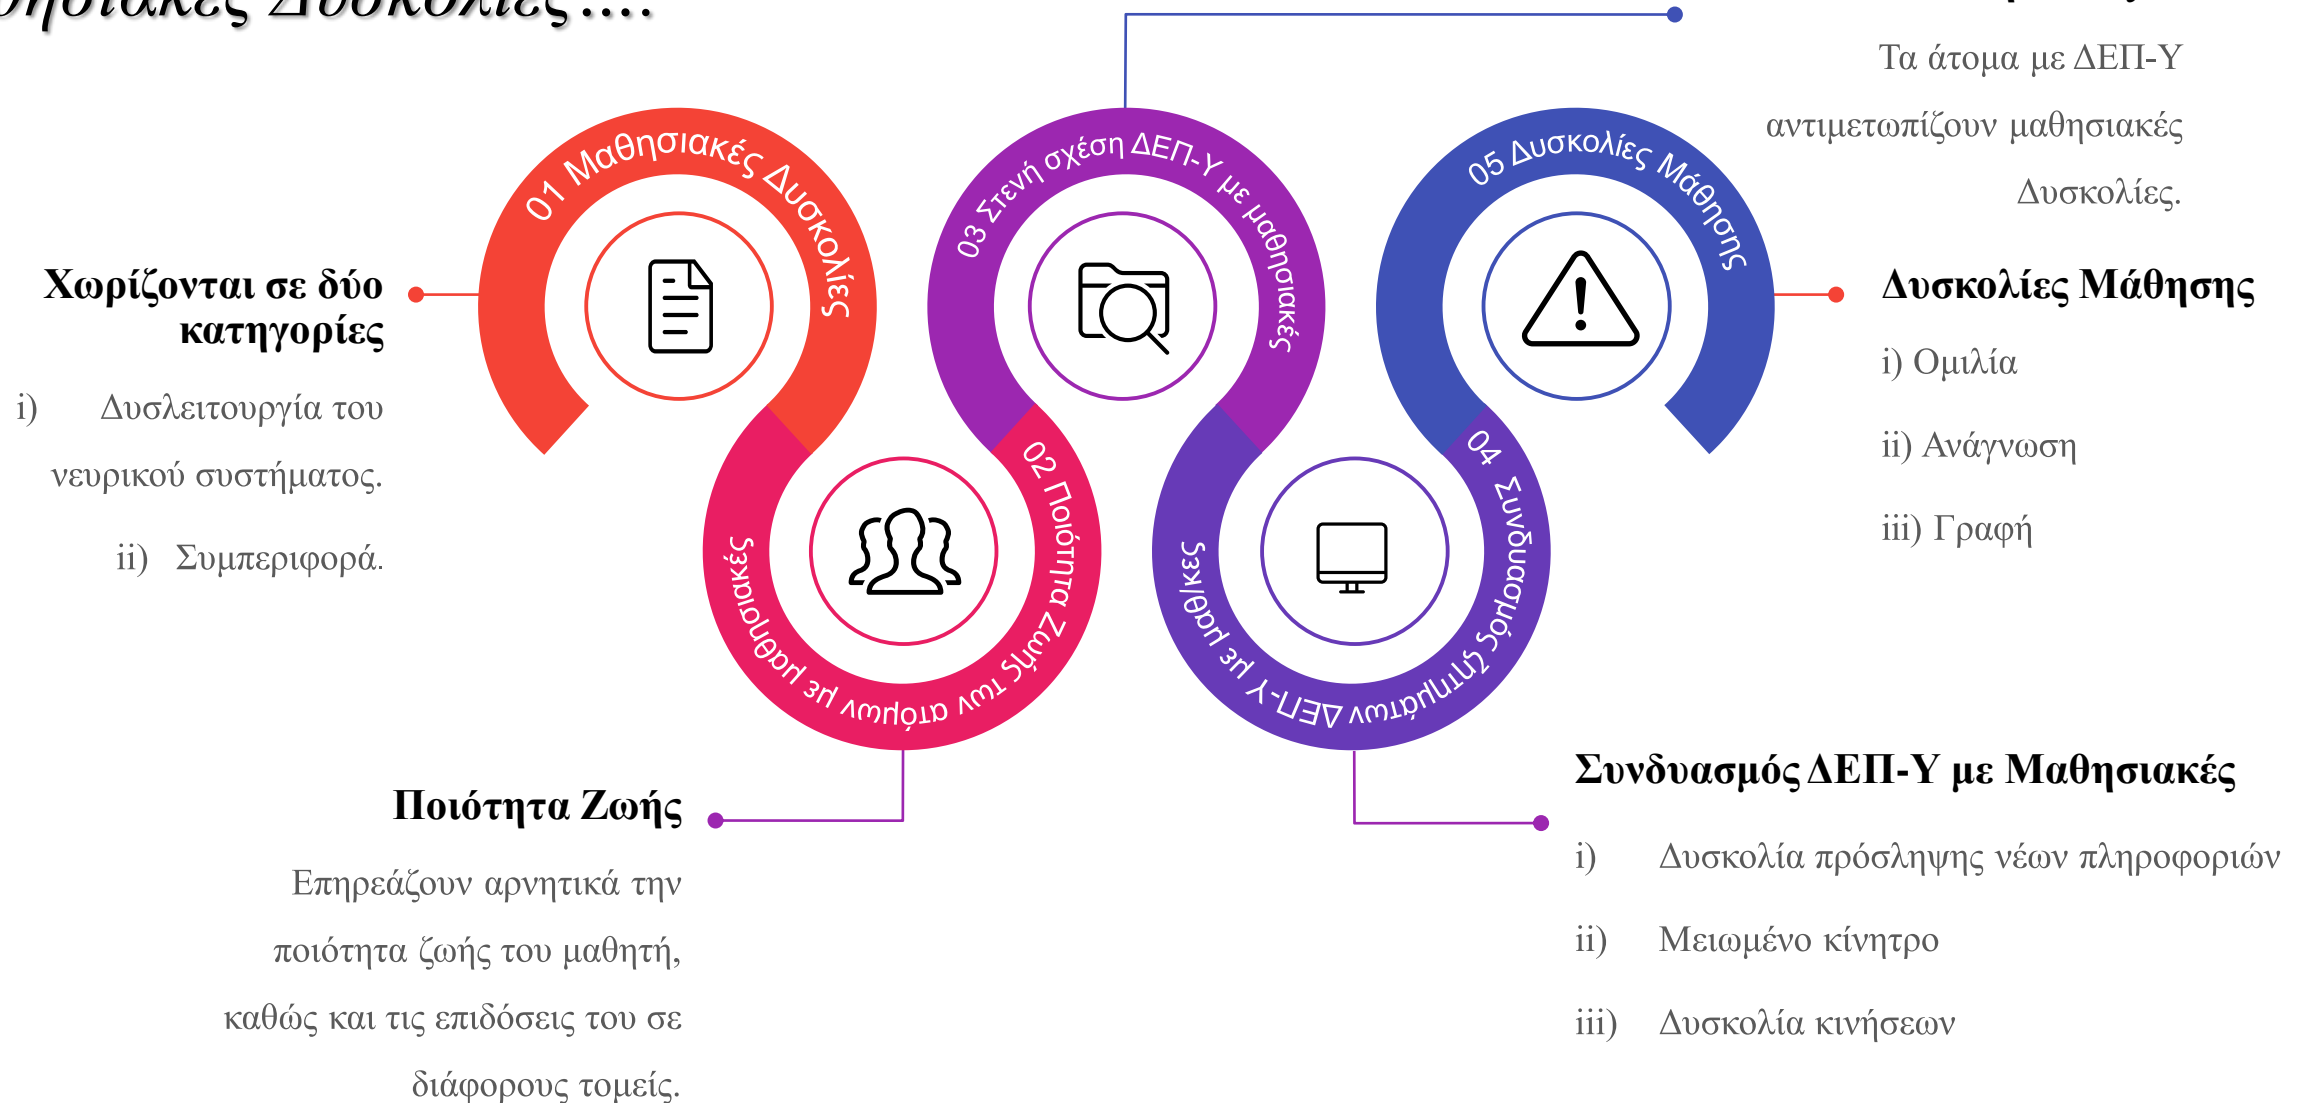 Δυσκολίες….
01 Μαθησιακές Δυσκολίες
Χωρίζονται σε δύο
κατηγορίες
i) Δυσλειτουργία του
νευρικού συστήματος.
ii) Συμπεριφορά.
02 Ποιότητα Ζωής των ατόμων με μαθησιακές
Ποιότητα Ζωής
Επηρεάζουν αρνητικά την
ποιότητα ζωής του μαθητή,
καθώς και τις επιδόσεις του σε
διάφορους τομείς.
03 Στενή σχέση ΔΕΠ-Υ με μαθησιακές
Τα άτομα με ΔΕΠ-Υ
αντιμετωπίζουν μαθησιακές
Δυσκολίες.
04 Συνδυασμός ζητημάτων ΔΕΠ-Υ με μαθ/κες
Συνδυασμός ΔΕΠ-Υ με Μαθησιακές
i) Δυσκολία πρόσληψης νέων πληροφοριών
ii) Μειωμένο κίνητρο
iii) Δυσκολία κινήσεων
05 Δυσκολίες Μάθησης
Δυσκολίες Μάθησης
i) Ομιλία
ii) Ανάγνωση
iii) Γραφή